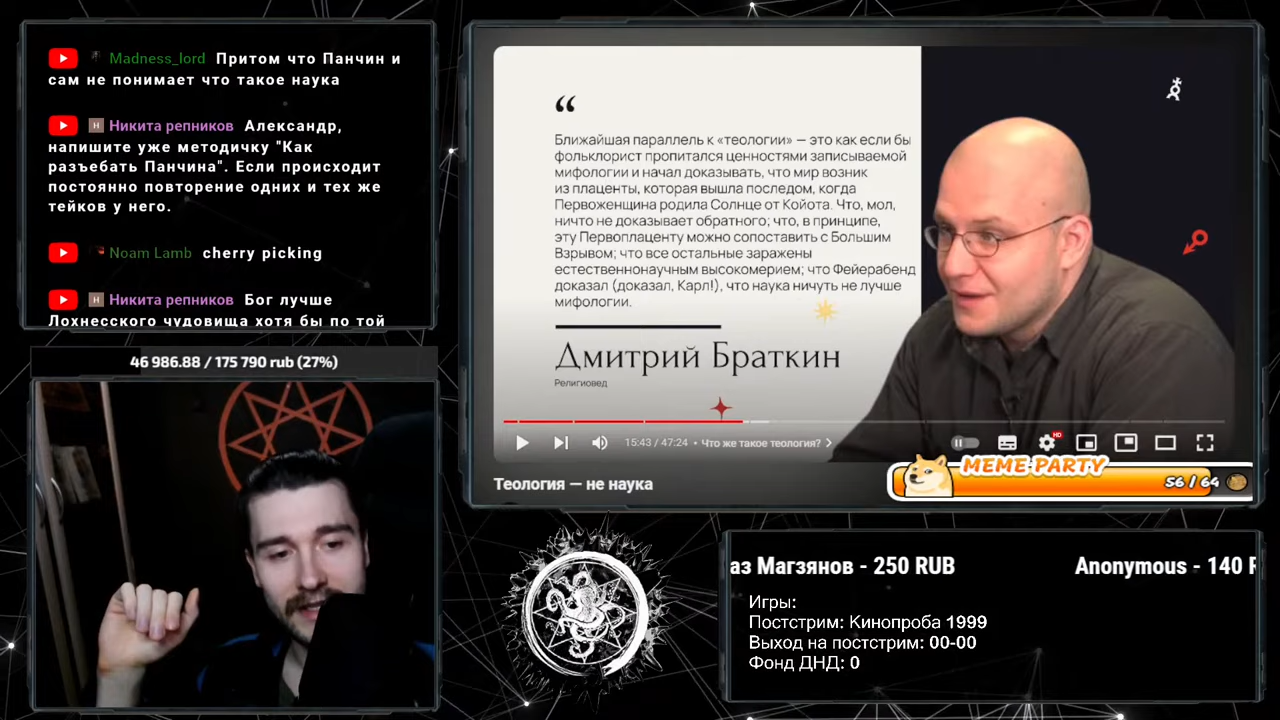 Madness_lord Притом что Панчин и
сам не понимает что такое наука
Н Никита репников Александр,
напишите уже методичку "Как
разъебать Панчина". Если происходит
постоянно повторение одних и тех же
тейков у него.
Noam Lamb cherry picking
Н Никита репников Бог лучше
Лохнесского чудовища хотя бы по той
46 986.88 / 175 790 rub (27%)
“
Ближайшая параллель к «теологии» — это как если бы
фольклорист пропитался ценностями записываемой
мифологии и начал доказывать, что мир возник
из плаценты, которая вышла последом, когда
Первоженщина родила Солнце от Койота. Что, мол,
ничто не доказывает обратного; что, в принципе,
эту Первоплаценту можно сопоставить с Большим
Взрывом; что все остальные заражены
естественнонаучным высокомерием; что Фейерабенд
доказал (доказал, Карл!), что наука ничуть не лучше
мифологии.
Дмитрий Браткин
Религиовед
15:43 / 47:24 • Что же такое теология?
HD
Теология — не наука
MEME PARTY
56 / 64
аз Магзянов - 250 RUB
Anonymous - 140 R
Игры:
Постстрим: Кинопроба 1999
Выход на постстрим: 00-00
Фонд ДНД: 0